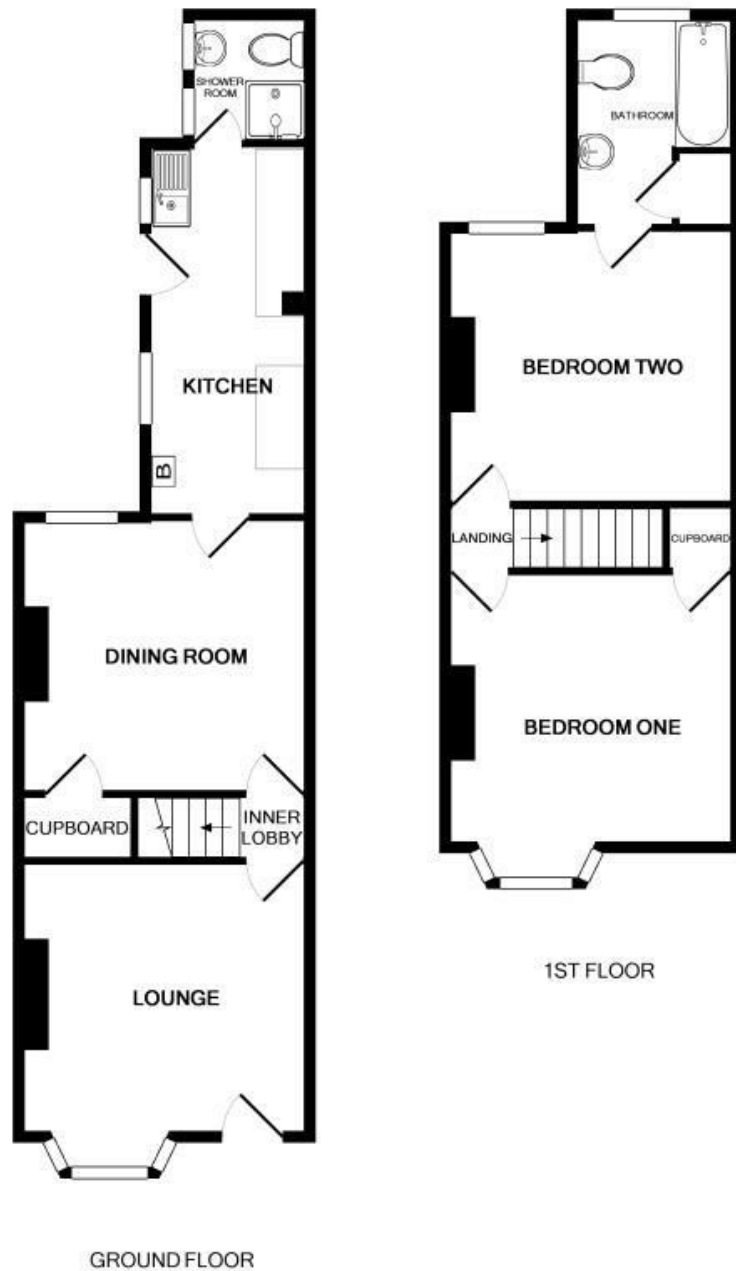 SHOWER
ROOM
KITCHEN
B
DINING ROOM
CUPBOARD
INNER
LOBBY
LOUNGE
GROUND FLOOR
BATHROOM
BEDROOM TWO
LANDING
CUPBOARD
BEDROOM ONE
1ST FLOOR